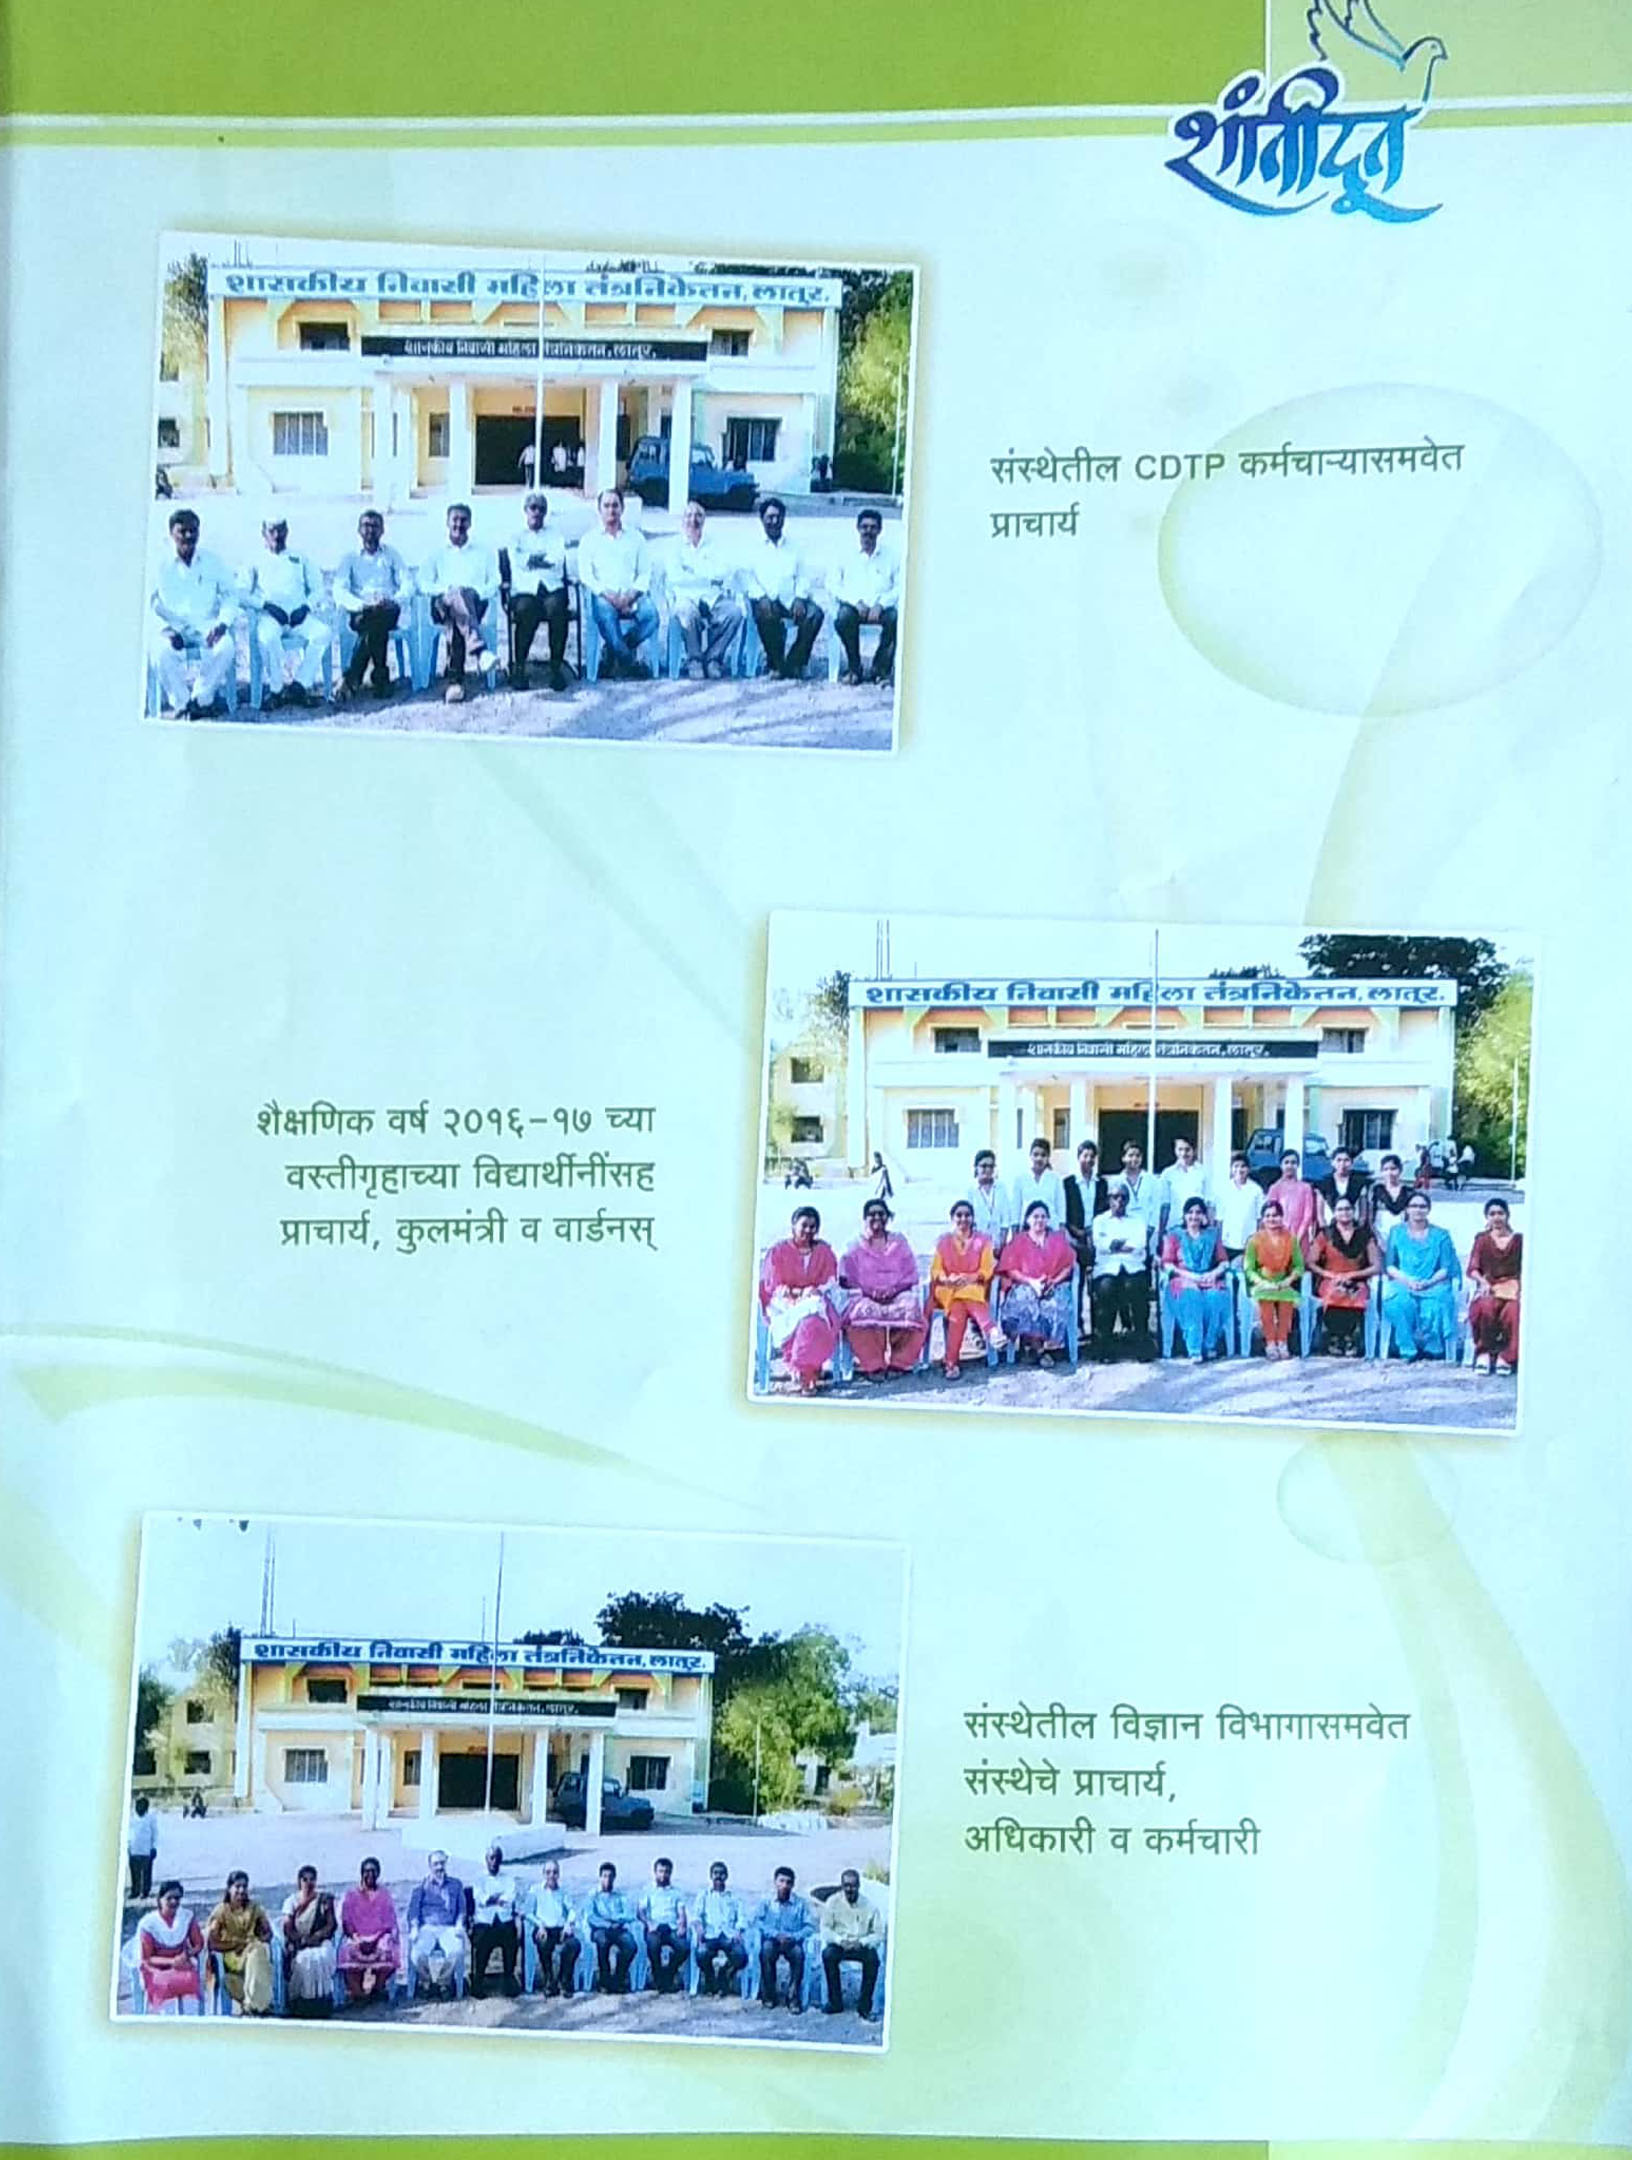 शांतीदूत
शासकीय निवासी महिला तंत्रनिकेतन, लातूर.
शासकीय निवासी महिला तंत्रनिकेतन, लातूर.
संस्थेतील CDTP कर्मचाऱ्यासमवेत
प्राचार्य
शासकीय निवासी महिला तंत्रनिकेतन, लातूर.
शासकीय निवासी महिला तंत्रनिकेतन, लातूर.
शैक्षणिक वर्ष २०१६-१७ च्या
वस्तीगृहाच्या विद्यार्थीनींसह
प्राचार्य, कुलमंत्री व वार्डनस्
शासकीय निवासी महिला तंत्रनिकेतन, लातूर.
शासकीय निवासी महिला तंत्रनिकेतन, लातूर.
संस्थेतील विज्ञान विभागासमवेत
संस्थेचे प्राचार्य,
अधिकारी व कर्मचारी